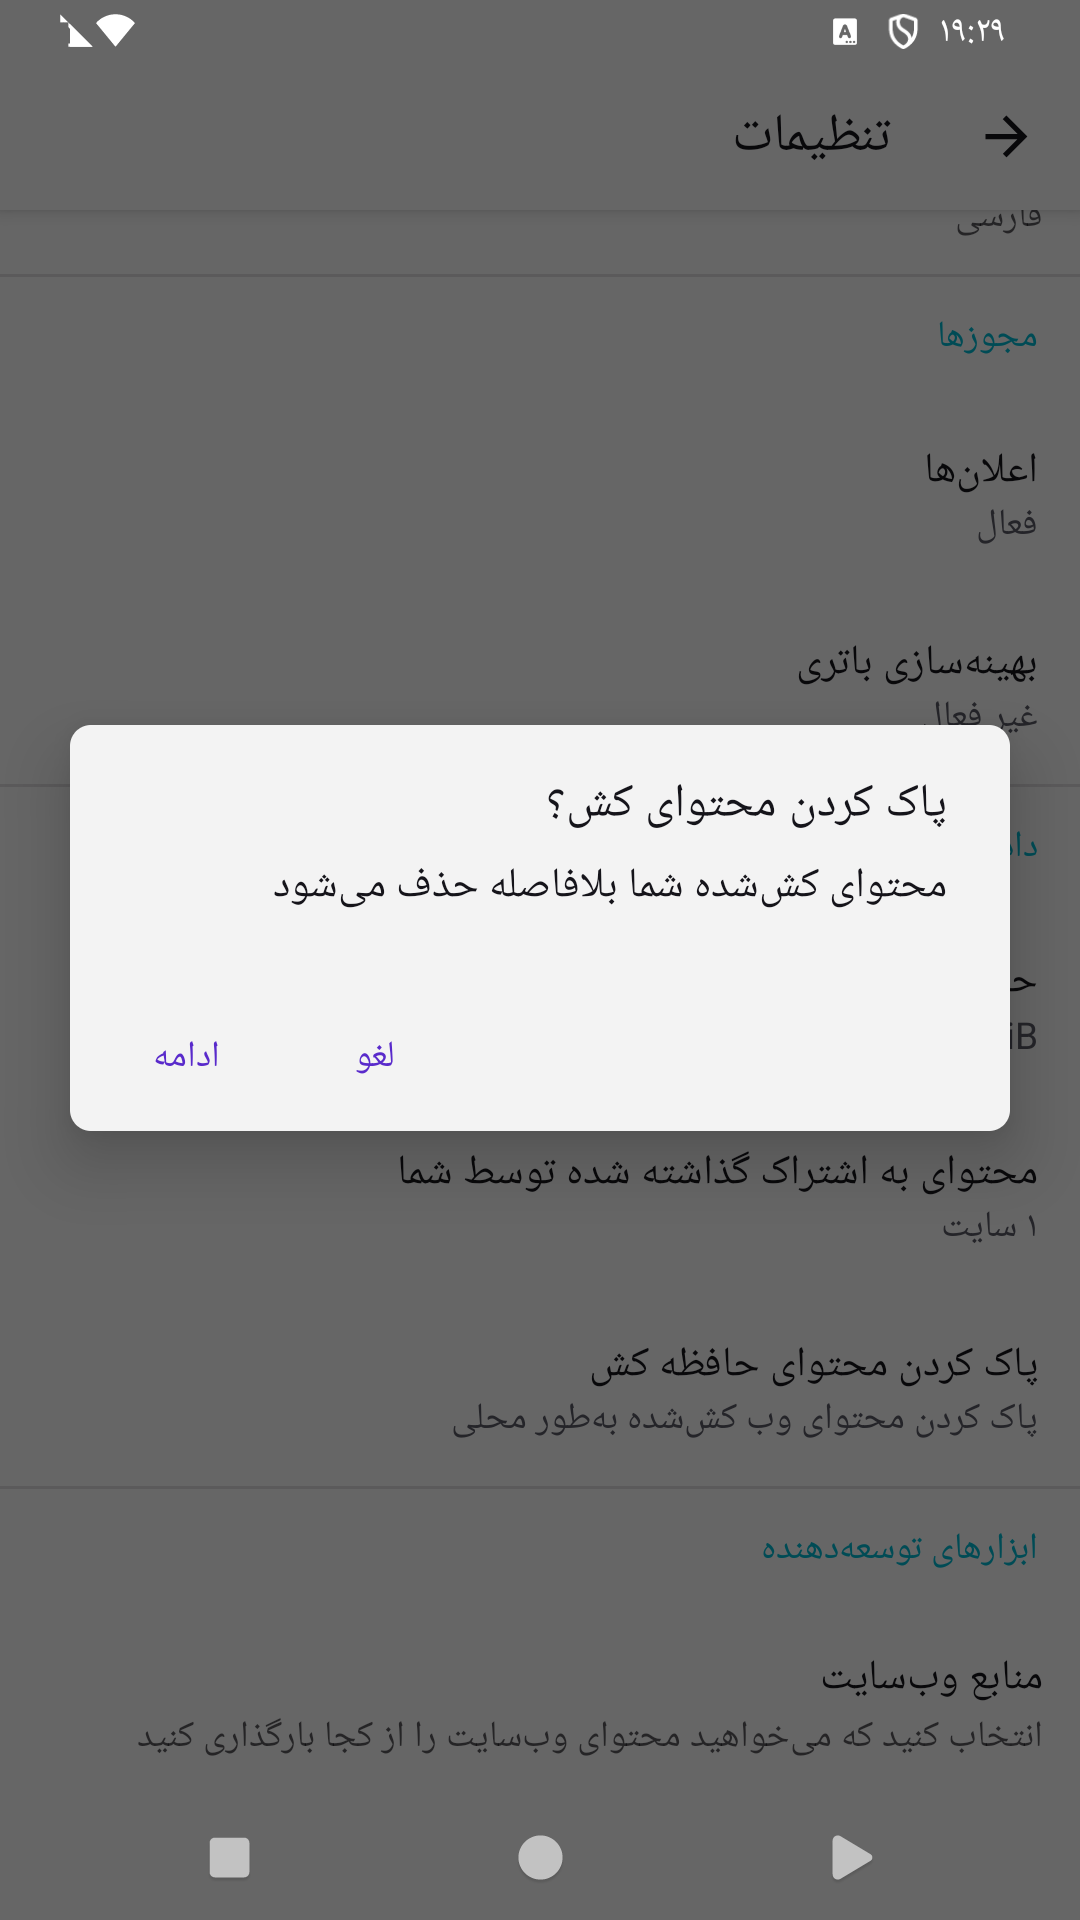 ۱۹:۲۹
تنظیمات
فارسی
مجوزها
اعلان‌ها
فعال
بهینه‌سازی باتری
غیر فعال
پاک کردن محتوای کش؟
محتوای کش‌شده شما بلافاصله حذف می‌شود
لغو
ادامه
iB
محتوای به اشتراک گذاشته شده توسط شما
۱ سایت
پاک کردن محتوای حافظه کش
پاک کردن محتوای وب کش‌شده به‌طور محلی
ابزارهای توسعه‌دهنده
منابع وب‌سایت
انتخاب کنید که می‌خواهید محتوای وب‌سایت را از کجا بارگذاری کنید